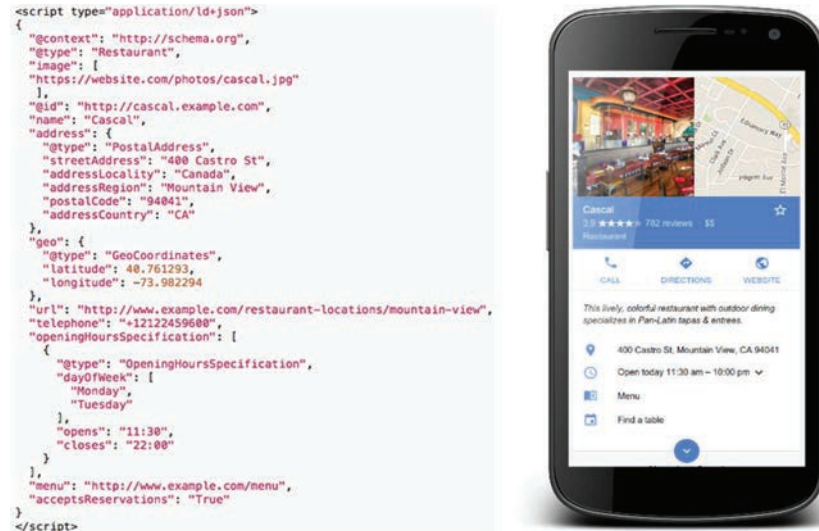 <script type="application/ld+json">
{
"@context": "http://schema.org",
"@type": "Restaurant",
"image": [
"https://website.com/photos/cascal.jpg"
],
"@id": "http://cascal.example.com",
"name": "Cascal",
"address": {
"@type": "PostalAddress",
"streetAddress": "400 Castro St",
"addressLocality": "Canada",
"addressRegion": "Mountain View",
"postalCode": "94041",
"addressCountry": "CA"
},
"geo": {
"@type": "GeoCoordinates",
"latitude": 40.761293,
"longitude": -73.982294
},
"url": "http://www.example.com/restaurant-locations/mountain-view",
"telephone": "+12122459600",
"openingHoursSpecification": [
{
"@type": "OpeningHoursSpecification",
"dayOfWeek": [
"Monday",
"Tuesday"
],
"opens": "11:30",
"closes": "22:00"
}
],
"menu": "http://www.example.com/menu",
"acceptsReservations": "True"
}
</script>
Cascal
3.9 ★★★★★ 782 reviews · $$
Restaurant
CALL DIRECTIONS WEBSITE
This lively, colorful restaurant with outdoor dining
specializes in Pan-Latin tapas & entrees.
400 Castro St, Mountain View, CA 94041
Open today 11:30 am – 10:00 pm
Menu
Find a table